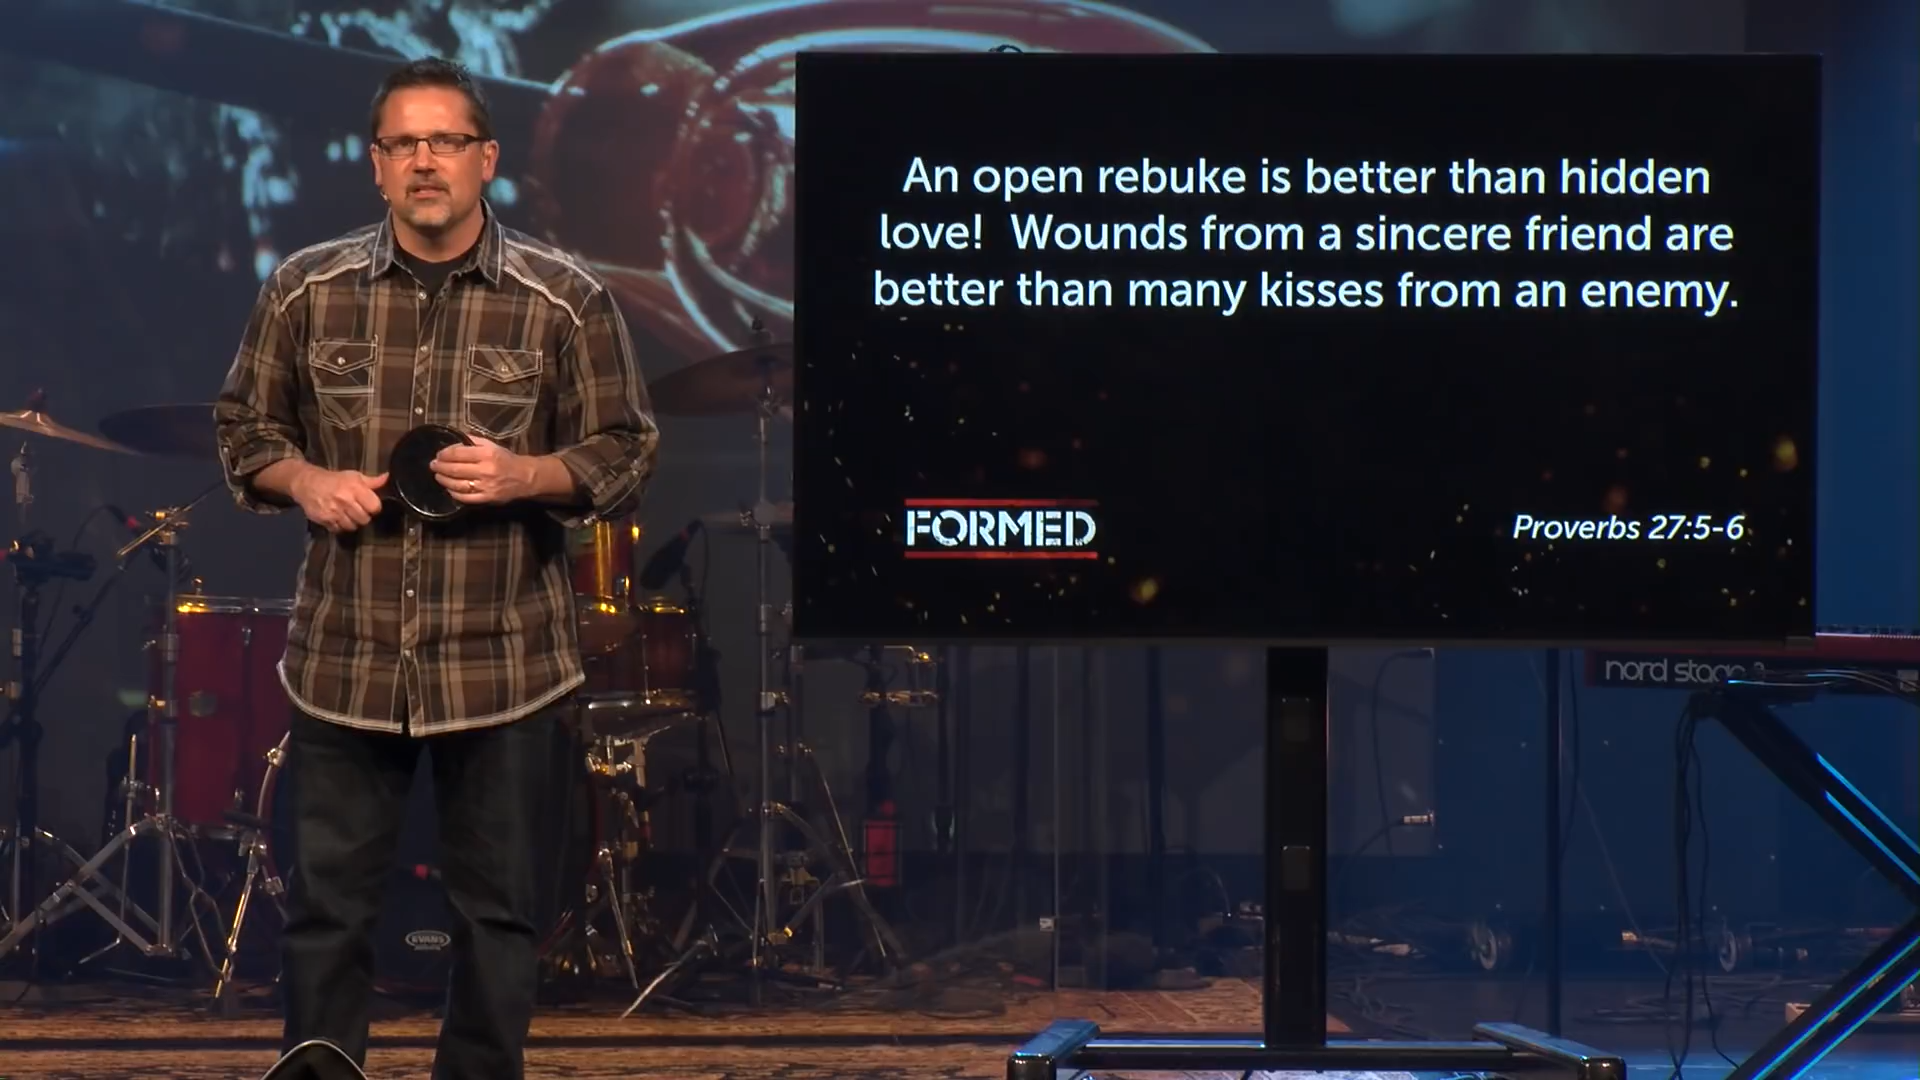 An open rebuke is better than hidden
love! Wounds from a sincere friend are
better than many kisses from an enemy.
FORMED
Proverbs 27:5-6
nord stage
EVANS